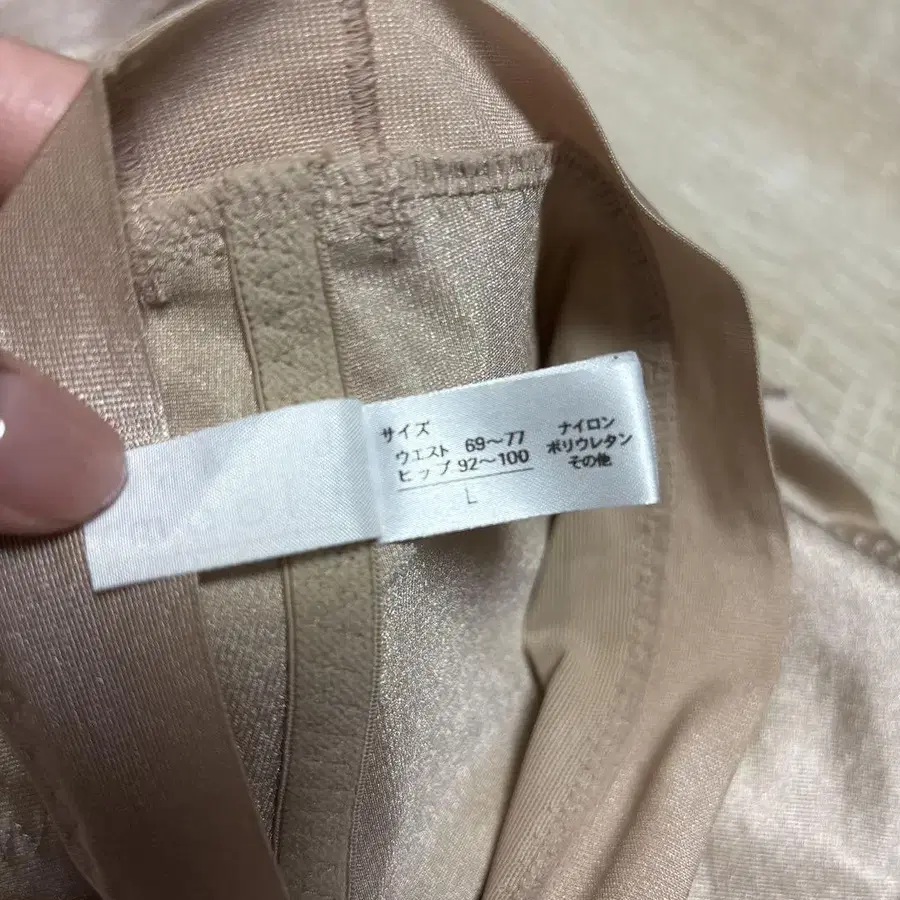 サイズ
ウエスト 69～77
ヒップ 92～100
L
ナイロン
ポリウレタン
その他